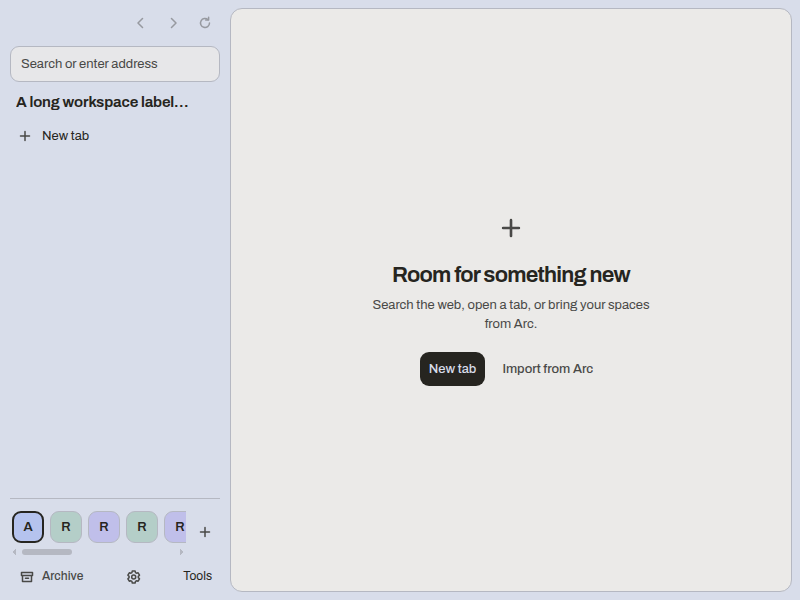 Search or enter address
A long workspace label…
New tab
Room for something new
Search the web, open a tab, or bring your spaces
from Arc.
New tab
Import from Arc
A
R
R
R
R
Archive
Tools